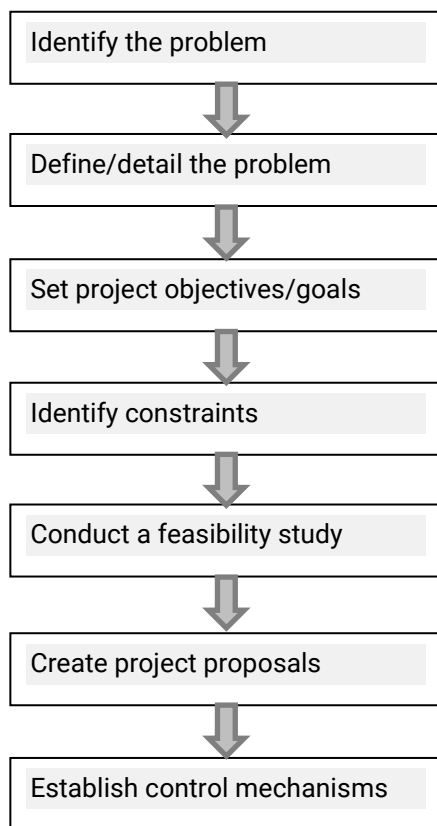 Identify the problem
Define/detail the problem
Set project objectives/goals
Identify constraints
Conduct a feasibility study
Create project proposals
Establish control mechanisms